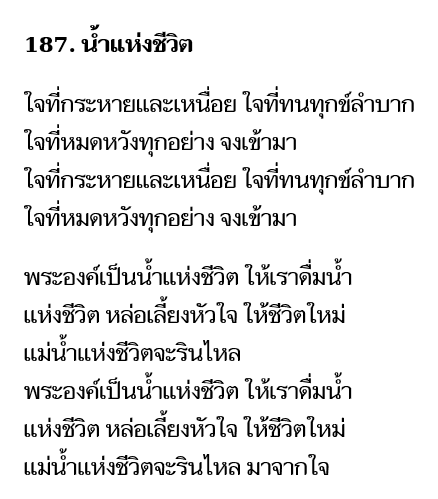 187. น้ำแห่งชีวิต
ใจที่กระหายและเหนื่อย ใจที่ทนทุกข์ลำบาก
ใจที่หมดหวังทุกอย่าง จงเข้ามา
ใจที่กระหายและเหนื่อย ใจที่ทนทุกข์ลำบาก
ใจที่หมดหวังทุกอย่าง จงเข้ามา
พระองค์เป็นน้ำแห่งชีวิต ให้เราดื่มน้ำ
แห่งชีวิต หล่อเลี้ยงหัวใจ ให้ชีวิตใหม่
แม่น้ำแห่งชีวิตจะรินไหล
พระองค์เป็นน้ำแห่งชีวิต ให้เราดื่มน้ำ
แห่งชีวิต หล่อเลี้ยงหัวใจ ให้ชีวิตใหม่
แม่น้ำแห่งชีวิตจะรินไหล มาจากใจ